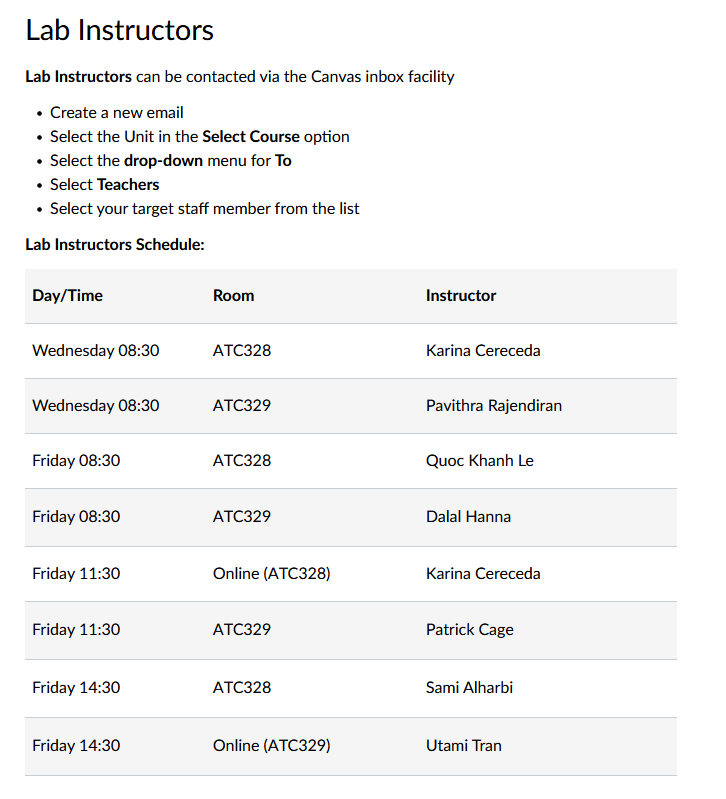 Lab Instructors
Lab Instructors can be contacted via the Canvas inbox facility
• Create a new email
• Select the Unit in the Select Course option
• Select the drop-down menu for To
• Select Teachers
• Select your target staff member from the list
Lab Instructors Schedule:
Day/Time Room Instructor
Wednesday 08:30 ATC328 Karina Cereceda
Wednesday 08:30 ATC329 Pavithra Rajendiran
Friday 08:30 ATC328 Quoc Khanh Le
Friday 08:30 ATC329 Dalal Hanna
Friday 11:30 Online (ATC328) Karina Cereceda
Friday 11:30 ATC329 Patrick Cage
Friday 14:30 ATC328 Sami Alharbi
Friday 14:30 Online (ATC329) Utami Tran